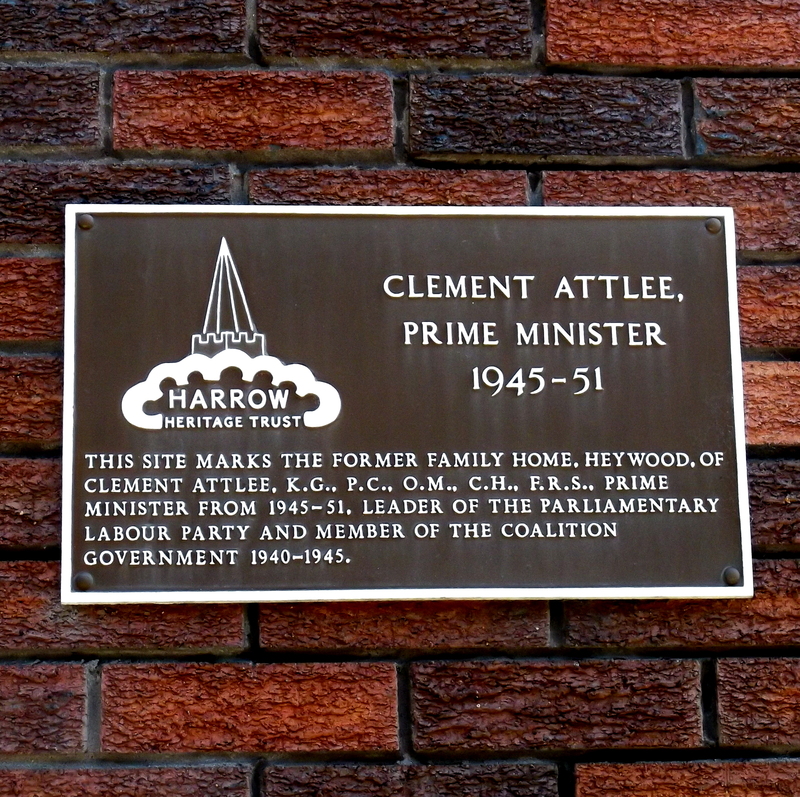 HARROW
HERITAGE TRUST
CLEMENT ATTLEE,
PRIME MINISTER
1945-51
THIS SITE MARKS THE FORMER FAMILY HOME, HEYWOOD, OF
CLEMENT ATTLEE, K.G., P.C., O.M., C.H., F.R.S., PRIME
MINISTER FROM 1945-51, LEADER OF THE PARLIAMENTARY
LABOUR PARTY AND MEMBER OF THE COALITION
GOVERNMENT 1940-1945.